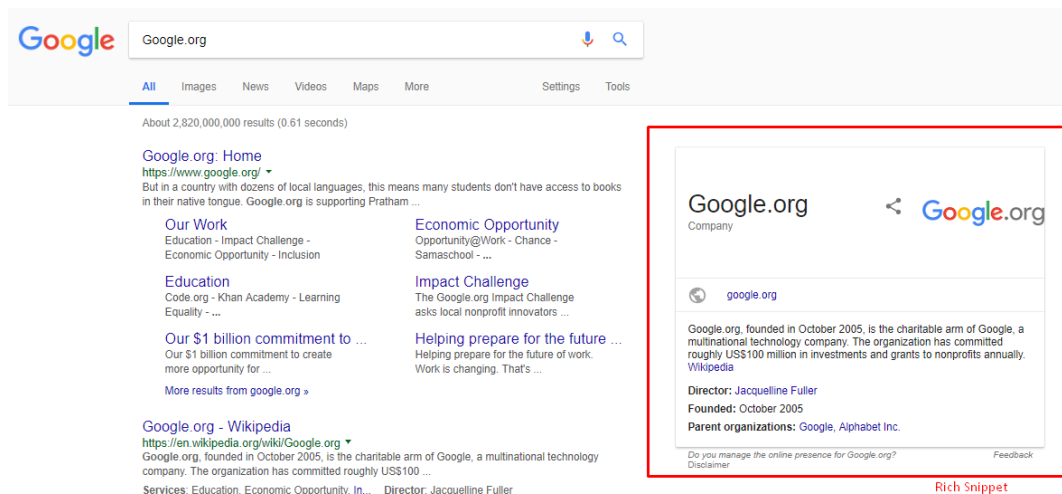 Google
Google.org
All Images News Videos Maps More Settings Tools
About 2,820,000,000 results (0.61 seconds)
Google.org: Home
https://www.google.org/
But in a country with dozens of local languages, this means many students don't have access to books
in their native tongue. Google.org is supporting Pratham ...
Our Work
Education - Impact Challenge -
Economic Opportunity - Inclusion
Economic Opportunity
Opportunity@Work - Chance -
Samaschool - ...
Education
Code.org - Khan Academy - Learning
Equality - ...
Impact Challenge
The Google.org Impact Challenge
asks local nonprofit innovators ...
Our $1 billion commitment to ...
Our $1 billion commitment to create
more opportunity for ...
Helping prepare for the future ...
Helping prepare for the future of work.
Work is changing. That's ...
More results from google.org »
Google.org - Wikipedia
https://en.wikipedia.org/wiki/Google.org
Google.org, founded in October 2005, is the charitable arm of Google, a multinational technology
company. The organization has committed roughly US$100 ...
Services: Education, Economic Opportunity, In... Director: Jacquelline Fuller
Google.org
Company
Google.org
google.org
Google.org, founded in October 2005, is the charitable arm of Google, a
multinational technology company. The organization has committed
roughly US$100 million in investments and grants to nonprofits annually.
Wikipedia
Director: Jacquelline Fuller
Founded: October 2005
Parent organizations: Google, Alphabet Inc.
Do you manage the online presence for Google.org? Feedback
Disclaimer
Rich Snippet